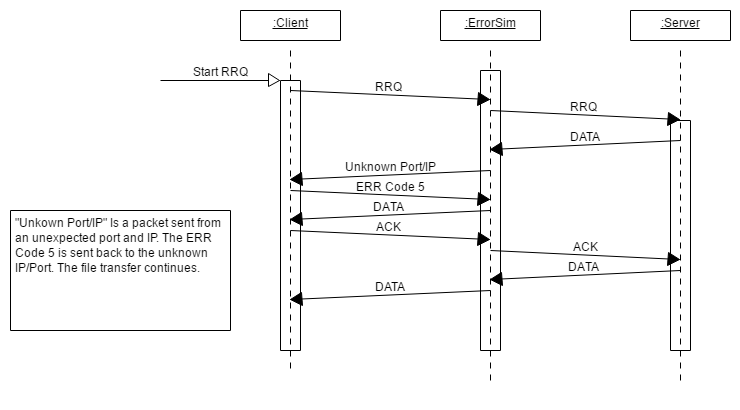 :Client
:ErrorSim
:Server
Start RRQ
RRQ
RRQ
DATA
Unknown Port/IP
ERR Code 5
DATA
ACK
ACK
DATA
DATA
"Unkown Port/IP" Is a packet sent from
an unexpected port and IP. The ERR
Code 5 is sent back to the unknown
IP/Port. The file transfer continues.